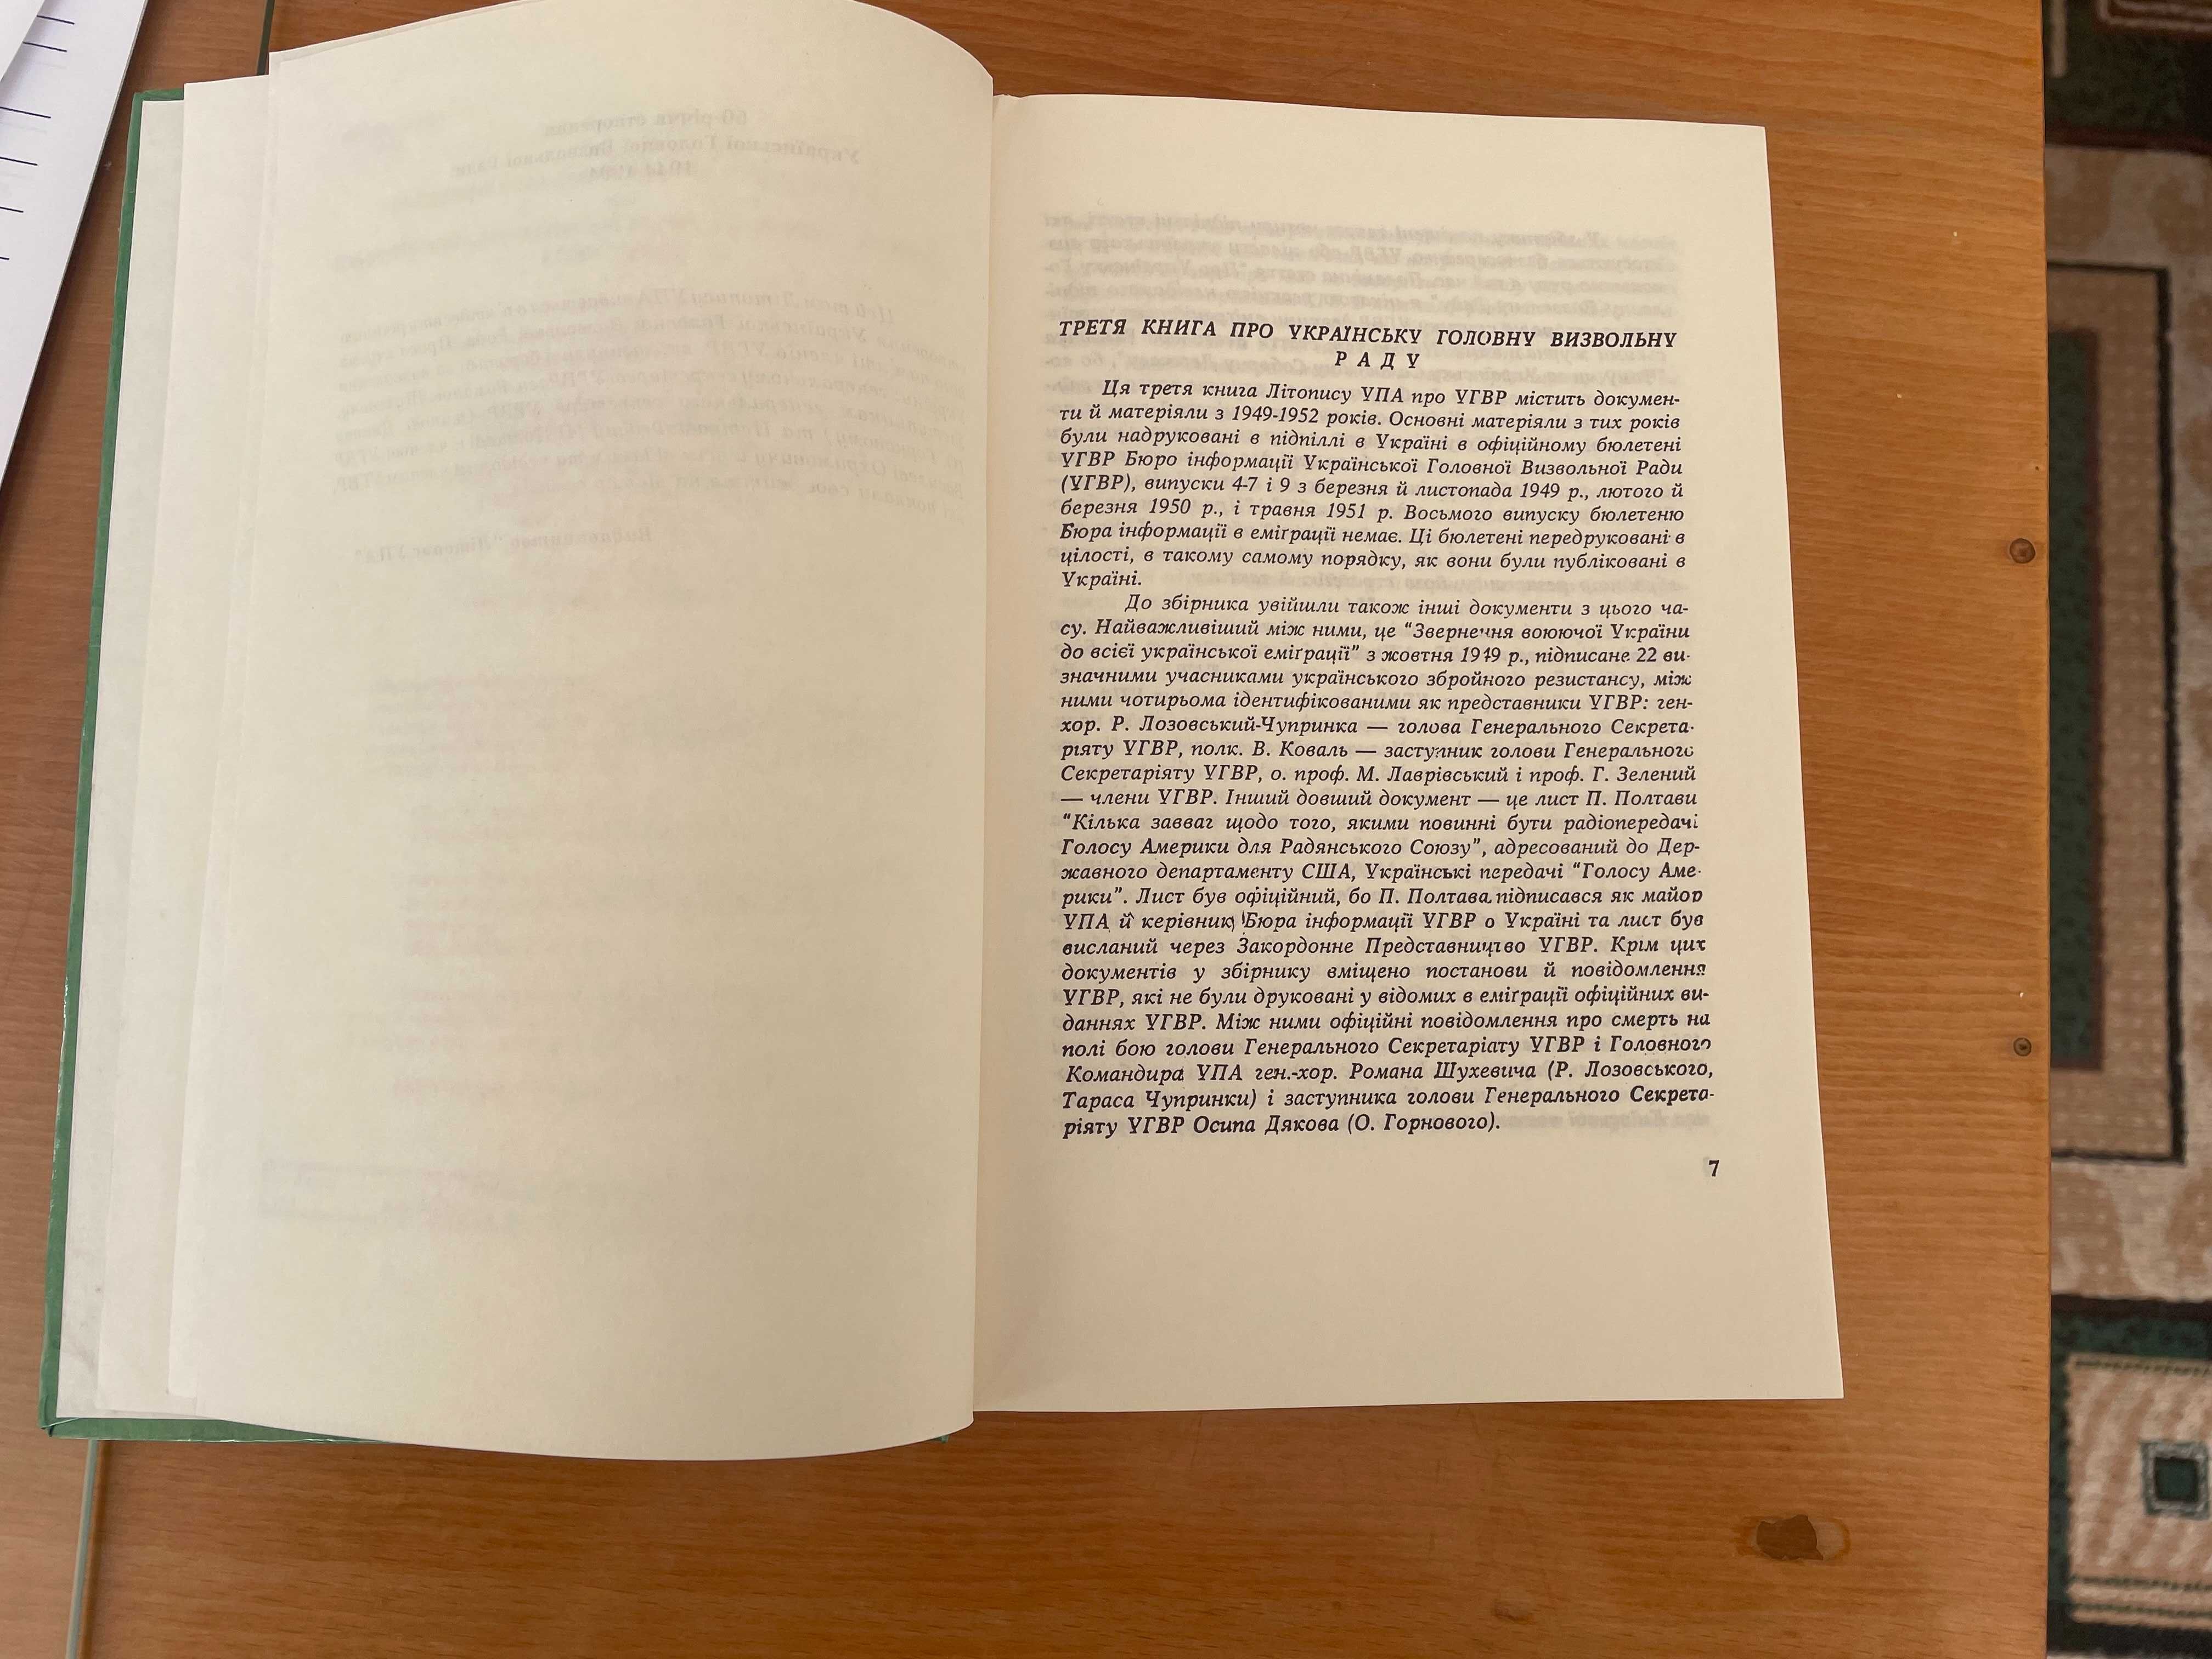 ТРЕТЯ КНИГА ПРО УКРАЇНСЬКУ ГОЛОВНУ ВИЗВОЛЬНУ
РАДУ
Ця третя книга Літопису УПА про УГВР містить докумен-
ти й матеріяли з 1949-1952 років. Основні матеріяли з тих років
були надруковані в підпіллі в Україні в офіційному бюлетені
УГВР Бюро інформації Української Головної Визвольної Ради
(УГВР), випуски 4-7 і 9 з березня й листопада 1949 р., лютого й
березня 1950 р., і травня 1951 р. Восьмого випуску бюлетеню
Бюра інформації в еміґрації немає. Ці бюлетені передруковані в
цілості, в такому самому порядку, як вони були публіковані в
Україні.
До збірника увійшли також інші документи з цього ча-
су. Найважливіший між ними, це “Звернення воюючої України
до всієї української еміґрації” з жовтня 1949 р., підписане 22 ви-
значними учасниками українського збройного резистансу, між
ними чотирьома ідентифікованими як представники УГВР: ген-
хор. Р. Лозовський-Чупринка — голова Генерального Секрета-
ріяту УГВР, полк. В. Коваль — заступник голови Генерального
Секретаріяту УГВР, о. проф. М. Лаврівський і проф. Г. Зелений
— члени УГВР. Інший довший документ — це лист П. Полтави
“Кілька завваг щодо того, якими повинні бути радіопередачі
Голосу Америки для Радянського Союзу”, адресований до Дер-
жавного департаменту США, Українські передачі “Голосу Аме-
рики”. Лист був офіціний, бо П. Полтава підписався як майор
УПА й керівник Бюра інформації УГВР о Україні та лист був
висланий через Закордонне Представництво УГВР. Крім цих
документів у збірнику вміщено постанови й повідомлення
УГВР, які не були друковані у відомих в еміґрації офіційних ви-
даннях УГВР. Між ними офіційні повідомлення про смерть на
полі бою голови Генерального Секретаріату УГВР і Головного
Командира УПА ген.-хор. Романа Шухевича (Р. Лозовського,
Тараса Чупринки) і заступника голови Генерального Секрета-
ріяту УГВР Осипа Дякова (О. Горнового).
7